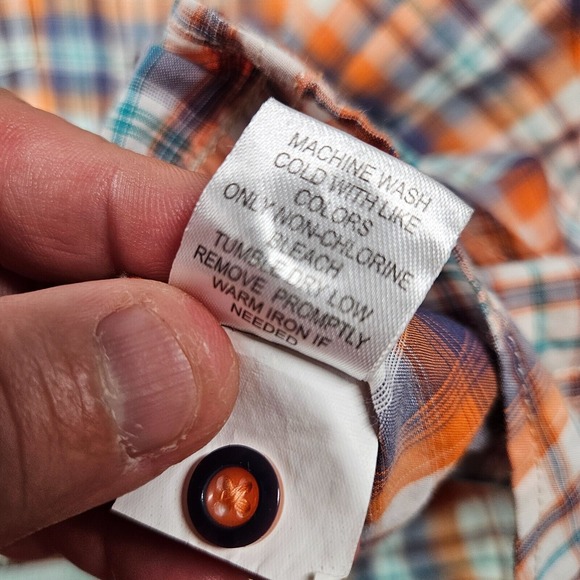 MACHINE WASH
COLD WITH LIKE
COLORS
ONLY NON-CHLORINE
BLEACH
TUMBLE DRY LOW
REMOVE PROMPTLY
WARM IRON IF
NEEDED